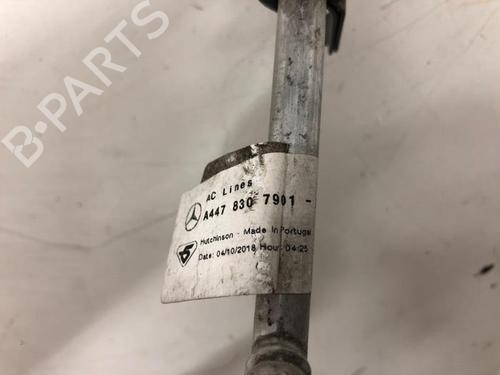 B-PARTS
AC Lines
A447 830 7901 -
Hutchinson - Made In Portugal
Date: 04/10/2018 Hour: 04:25